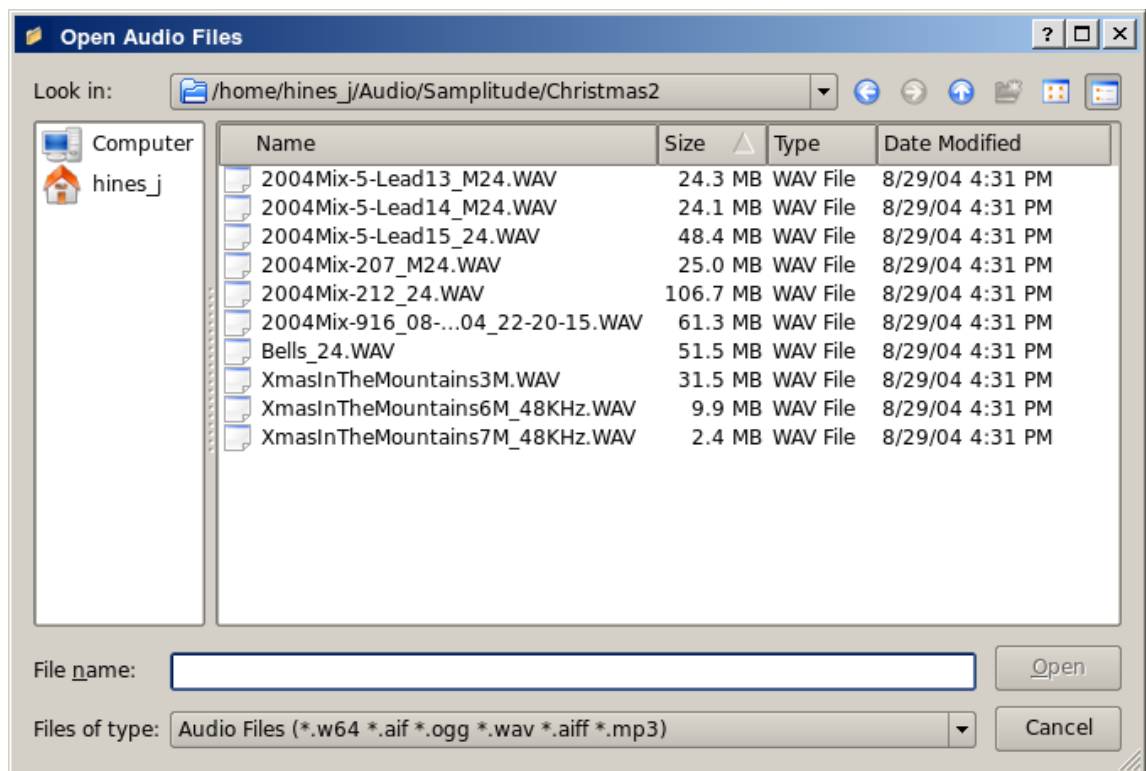 Open Audio Files
Look in: /home/hines_j/Audio/Samplitude/Christmas2
Computer
hines_j
Name Size Type Date Modified
2004Mix-5-Lead13_M24.WAV 24.3 MB WAV File 8/29/04 4:31 PM
2004Mix-5-Lead14_M24.WAV 24.1 MB WAV File 8/29/04 4:31 PM
2004Mix-5-Lead15_24.WAV 48.4 MB WAV File 8/29/04 4:31 PM
2004Mix-207_M24.WAV 25.0 MB WAV File 8/29/04 4:31 PM
2004Mix-212_24.WAV 106.7 MB WAV File 8/29/04 4:31 PM
2004Mix-916_08-...04_22-20-15.WAV 61.3 MB WAV File 8/29/04 4:31 PM
Bells_24.WAV 51.5 MB WAV File 8/29/04 4:31 PM
XmasInTheMountains3M.WAV 31.5 MB WAV File 8/29/04 4:31 PM
XmasInTheMountains6M_48KHz.WAV 9.9 MB WAV File 8/29/04 4:31 PM
XmasInTheMountains7M_48KHz.WAV 2.4 MB WAV File 8/29/04 4:31 PM
File name: Open
Files of type: Audio Files (*.w64 *.aif *.ogg *.wav *.aiff *.mp3) Cancel